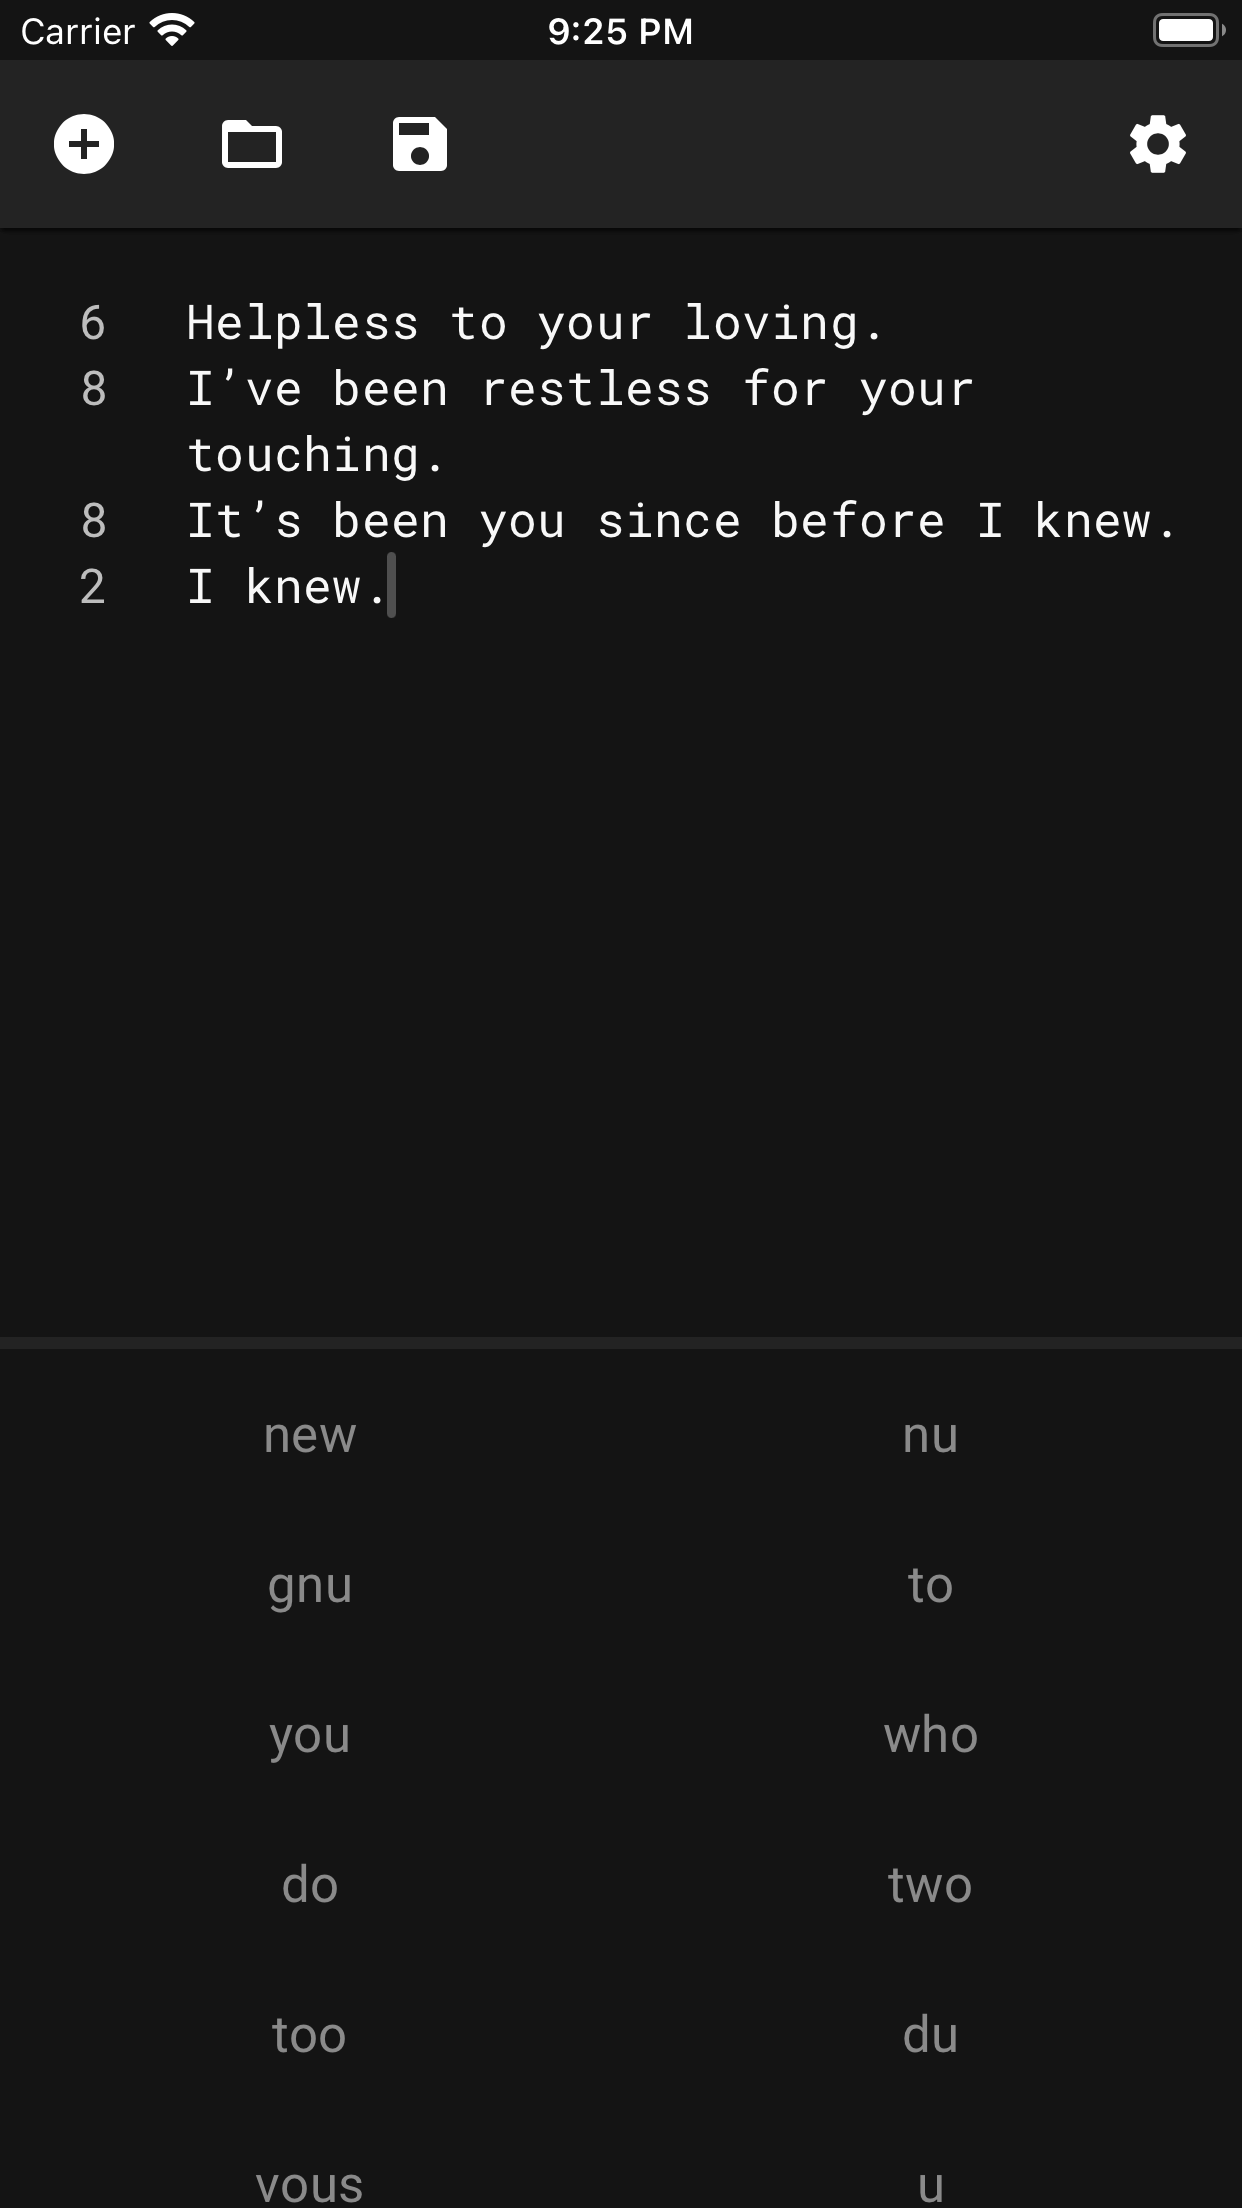 Carrier 9:25 PM
6 Helpless to your loving.
8 I’ve been restless for your
touching.
8 It’s been you since before I knew.
2 I knew.
new nu
gnu to
you who
do two
too du
vous u